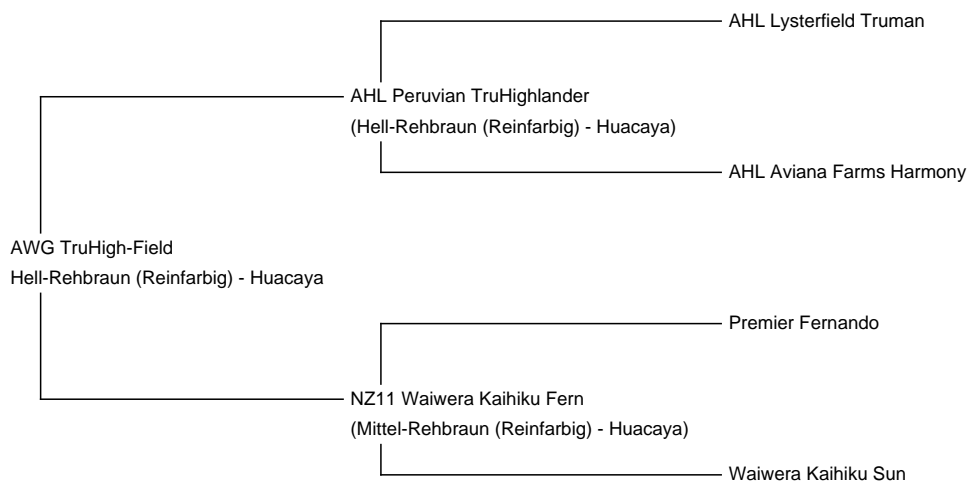 AHL Lysterfield Truman
AHL Peruvian TruHighlander
(Hell-Rehbraun (Reinfarbig) - Huacaya)
AHL Aviana Farms Harmony
AWG TruHigh-Field
Hell-Rehbraun (Reinfarbig) - Huacaya
Premier Fernando
NZ11 Waiwera Kaihiku Fern
(Mittel-Rehbraun (Reinfarbig) - Huacaya)
Waiwera Kaihiku Sun